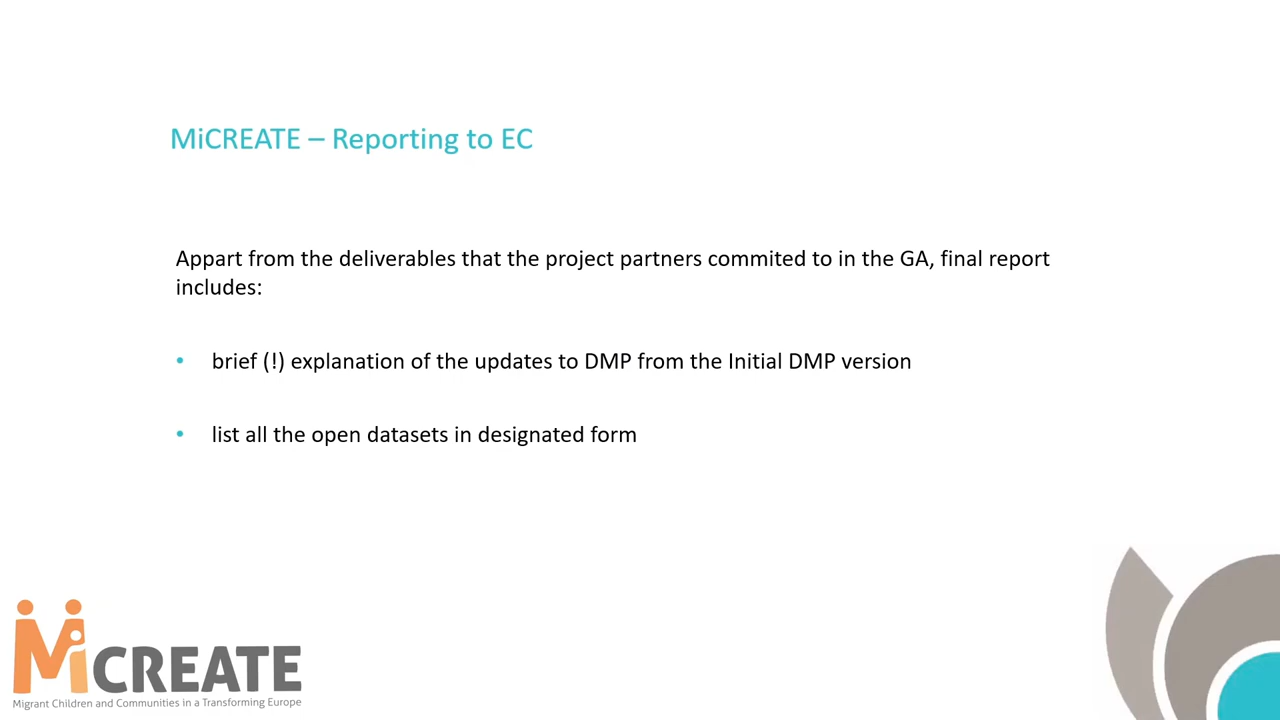 MiCREATE – Reporting to EC
Appart from the deliverables that the project partners commited to in the GA, final report
includes:
• brief (!) explanation of the updates to DMP from the Initial DMP version
• list all the open datasets in designated form
MiCREATE
Migrant Children and Communities in a Transforming Europe